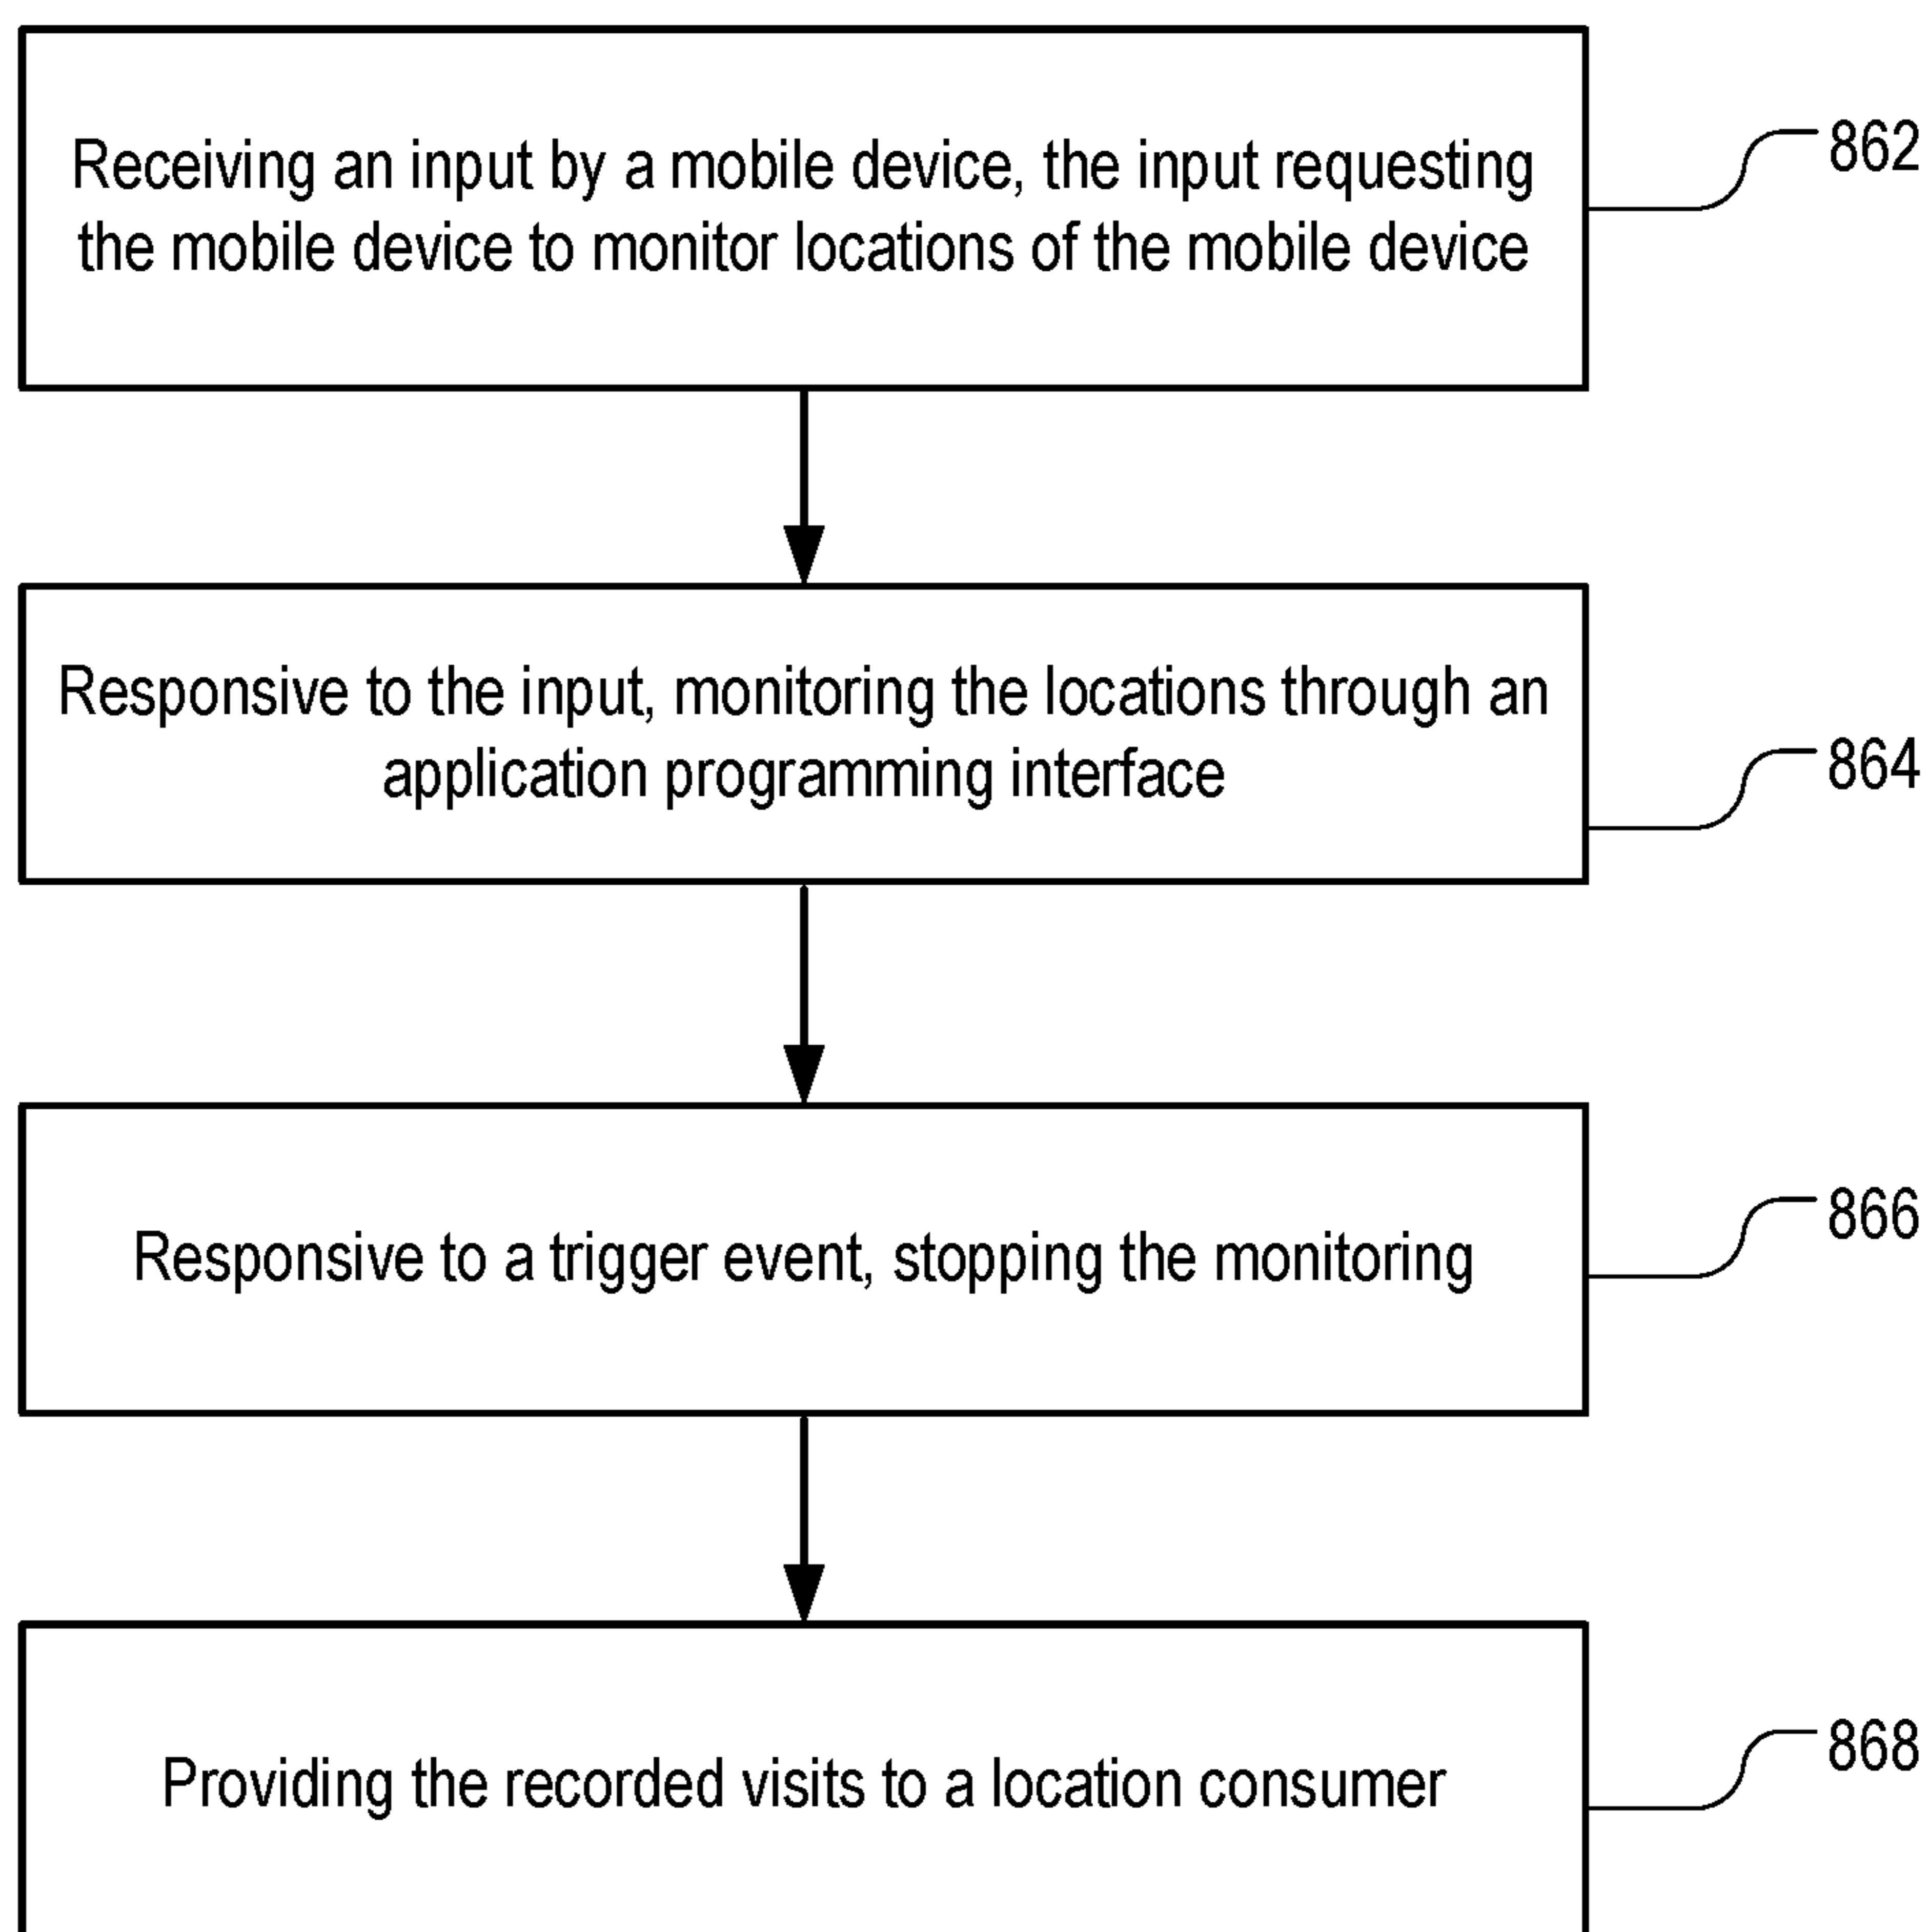 Receiving an input by a mobile device, the input requesting
the mobile device to monitor locations of the mobile device
862
Responsive to the input, monitoring the locations through an
application programming interface
864
Responsive to a trigger event, stopping the monitoring
866
Providing the recorded visits to a location consumer
868